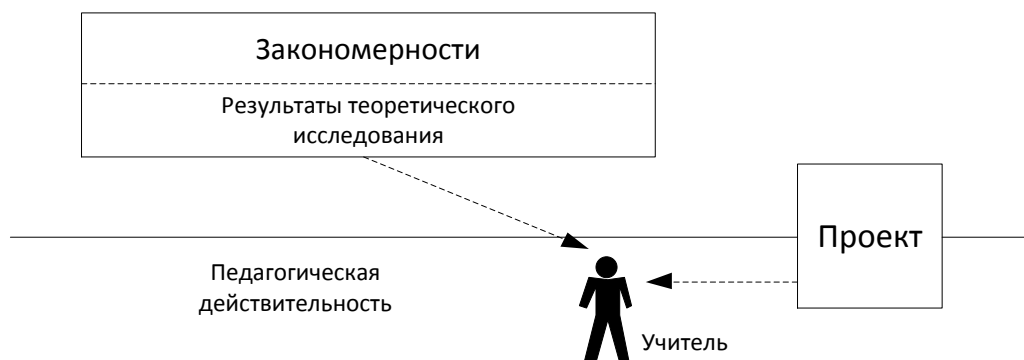 Закономерности
Результаты теоретического
исследования
Проект
Педагогическая
действительность
Учитель